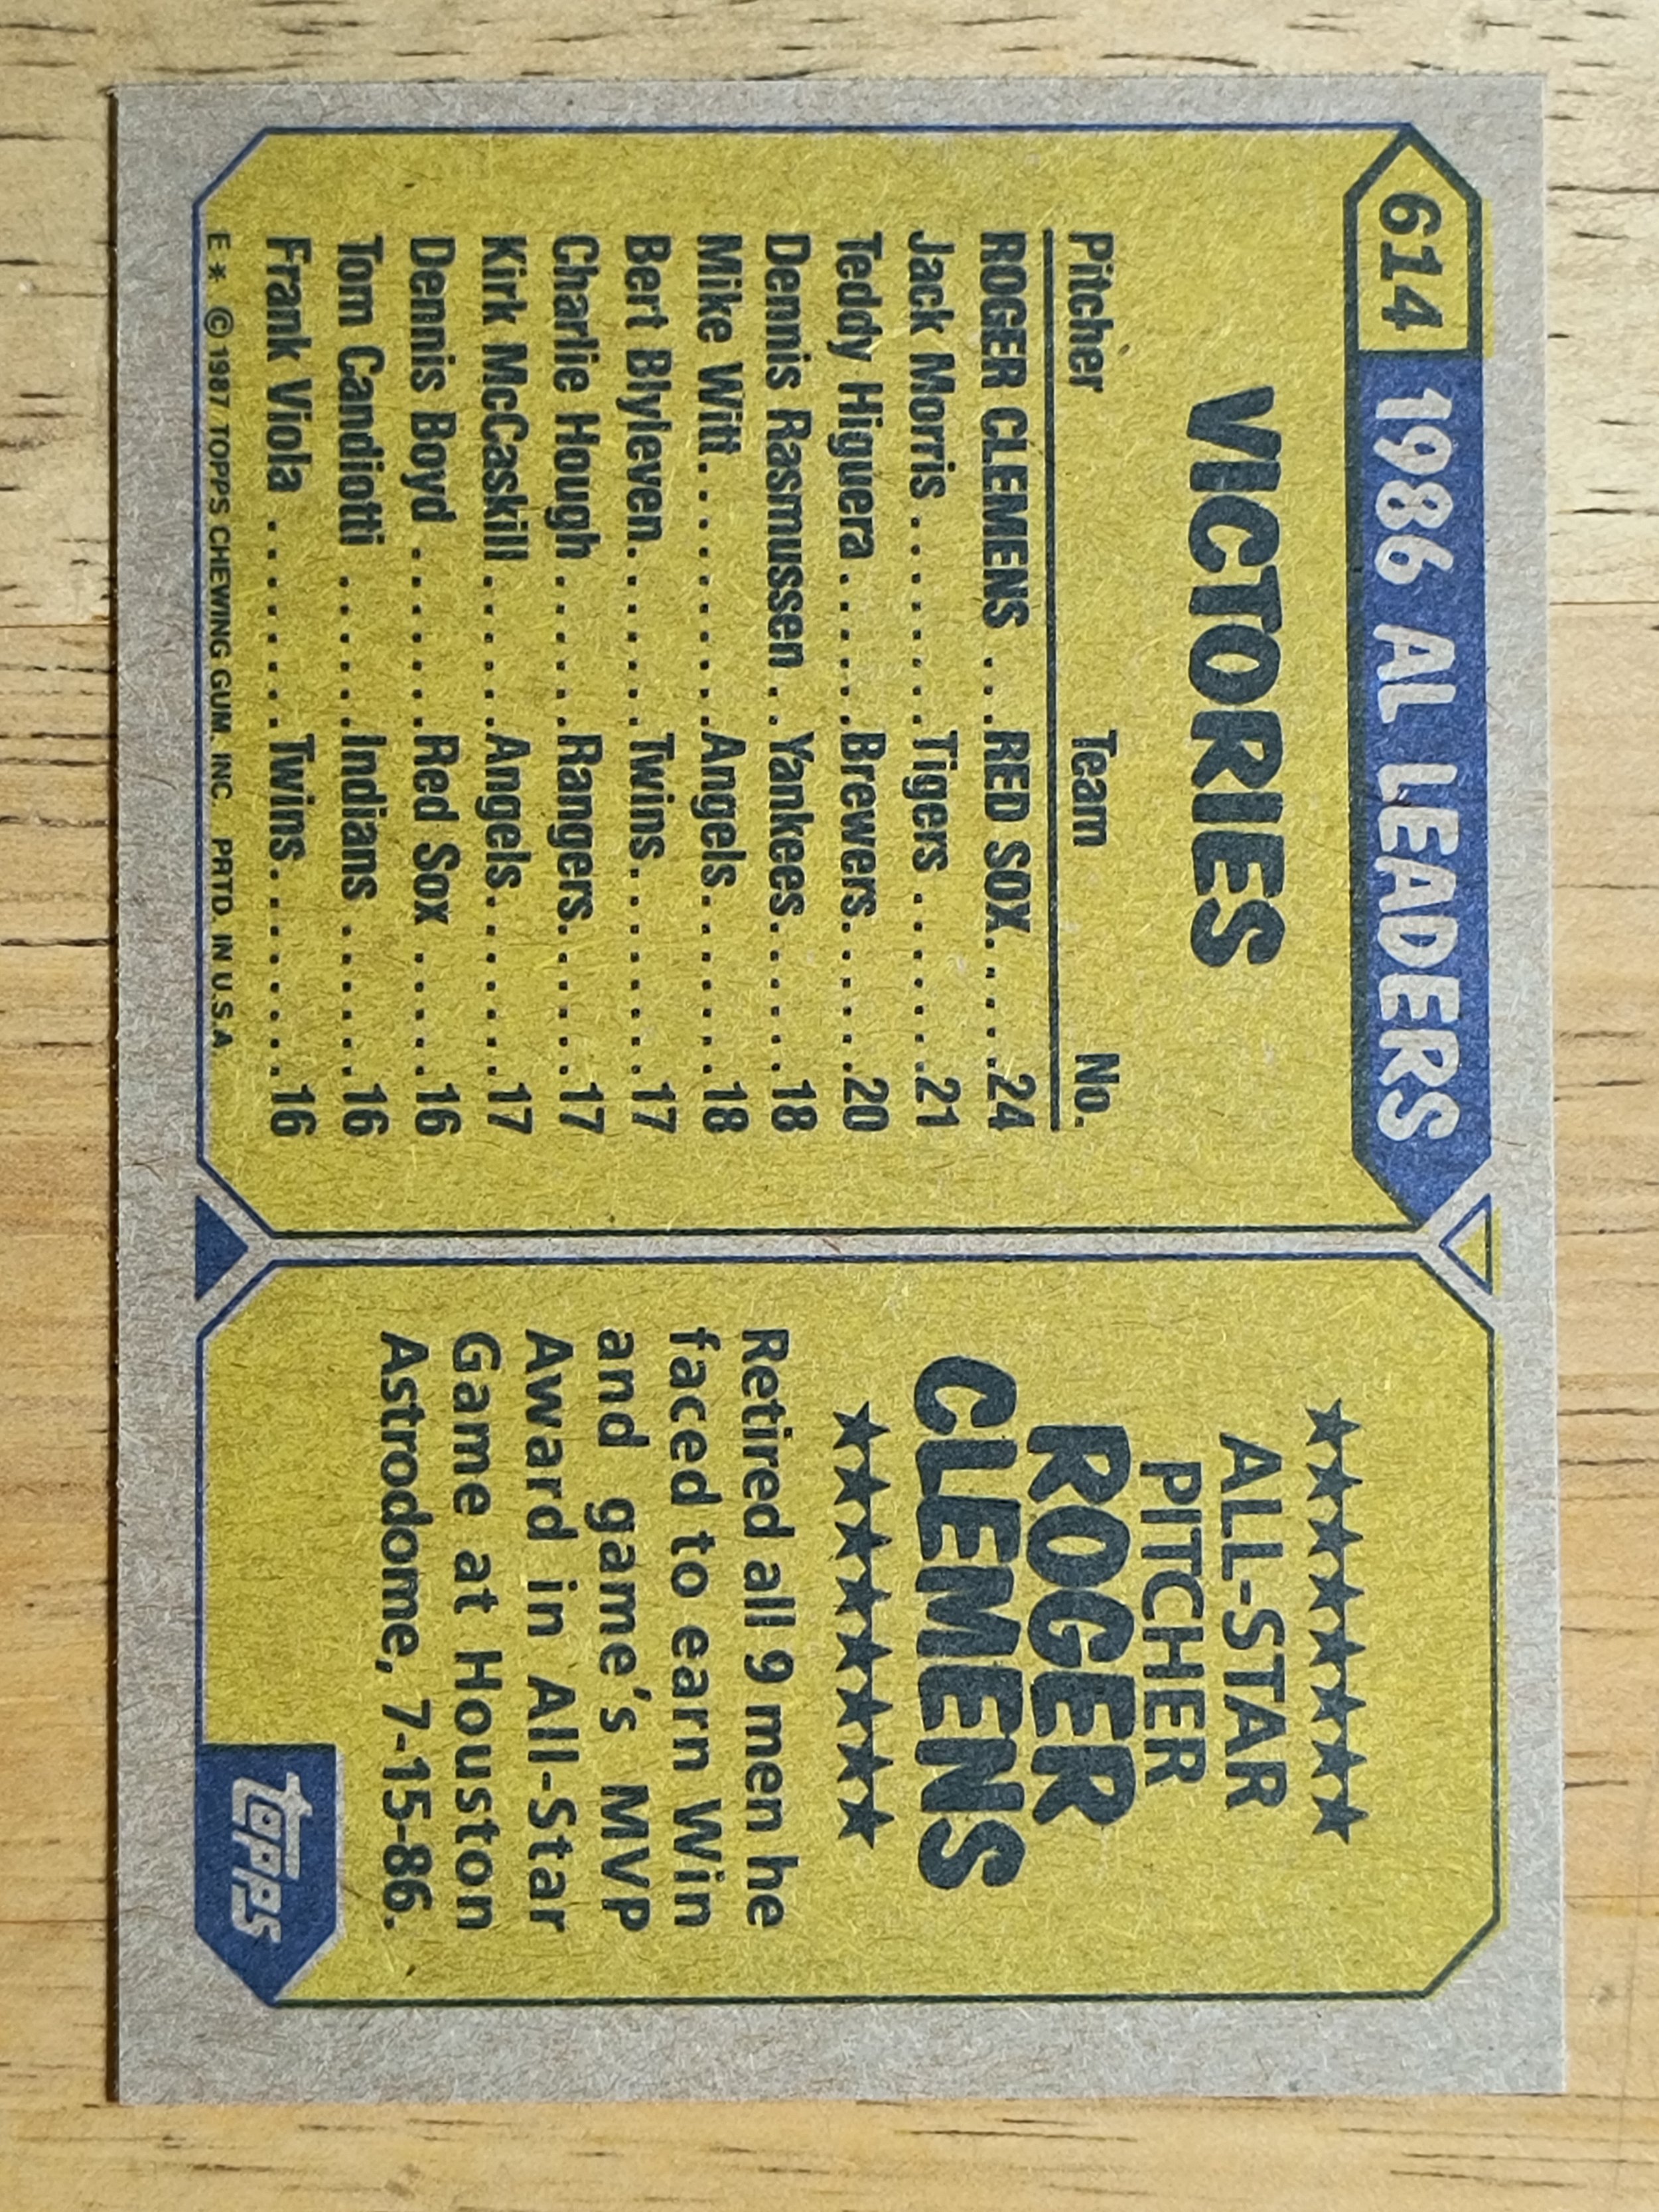 614 1986 AL LEADERS
VICTORIES
Pitcher Team No.
ROGER CLEMENS . . . RED SOX . . . . . 24
Jack Morris . . . . . . . . . Tigers . . . . . . . 21
Teddy Higuera . . . . . . Brewers . . . . . . 20
Dennis Rasmussen . . Yankees . . . . . . 18
Mike Witt . . . . . . . . . . Angels . . . . . . . 18
Bert Blyleven . . . . . . . Twins . . . . . . . . 17
Charlie Hough . . . . . . Rangers . . . . . . 17
Kirk McCaskill . . . . . . Angels . . . . . . . 17
Dennis Boyd . . . . . . . Red Sox . . . . . 16
Tom Candiotti . . . . . . Indians . . . . . . 16
Frank Viola . . . . . . . . Twins . . . . . . . . 16
E * © 1987 TOPPS CHEWING GUM, INC. PRTD. IN U.S.A.
ALL-STAR
PITCHER
ROGER
CLEMENS
Retired all 9 men he
faced to earn Win
and game's MVP
Award in All-Star
Game at Houston
Astrodome, 7-15-86.
topps